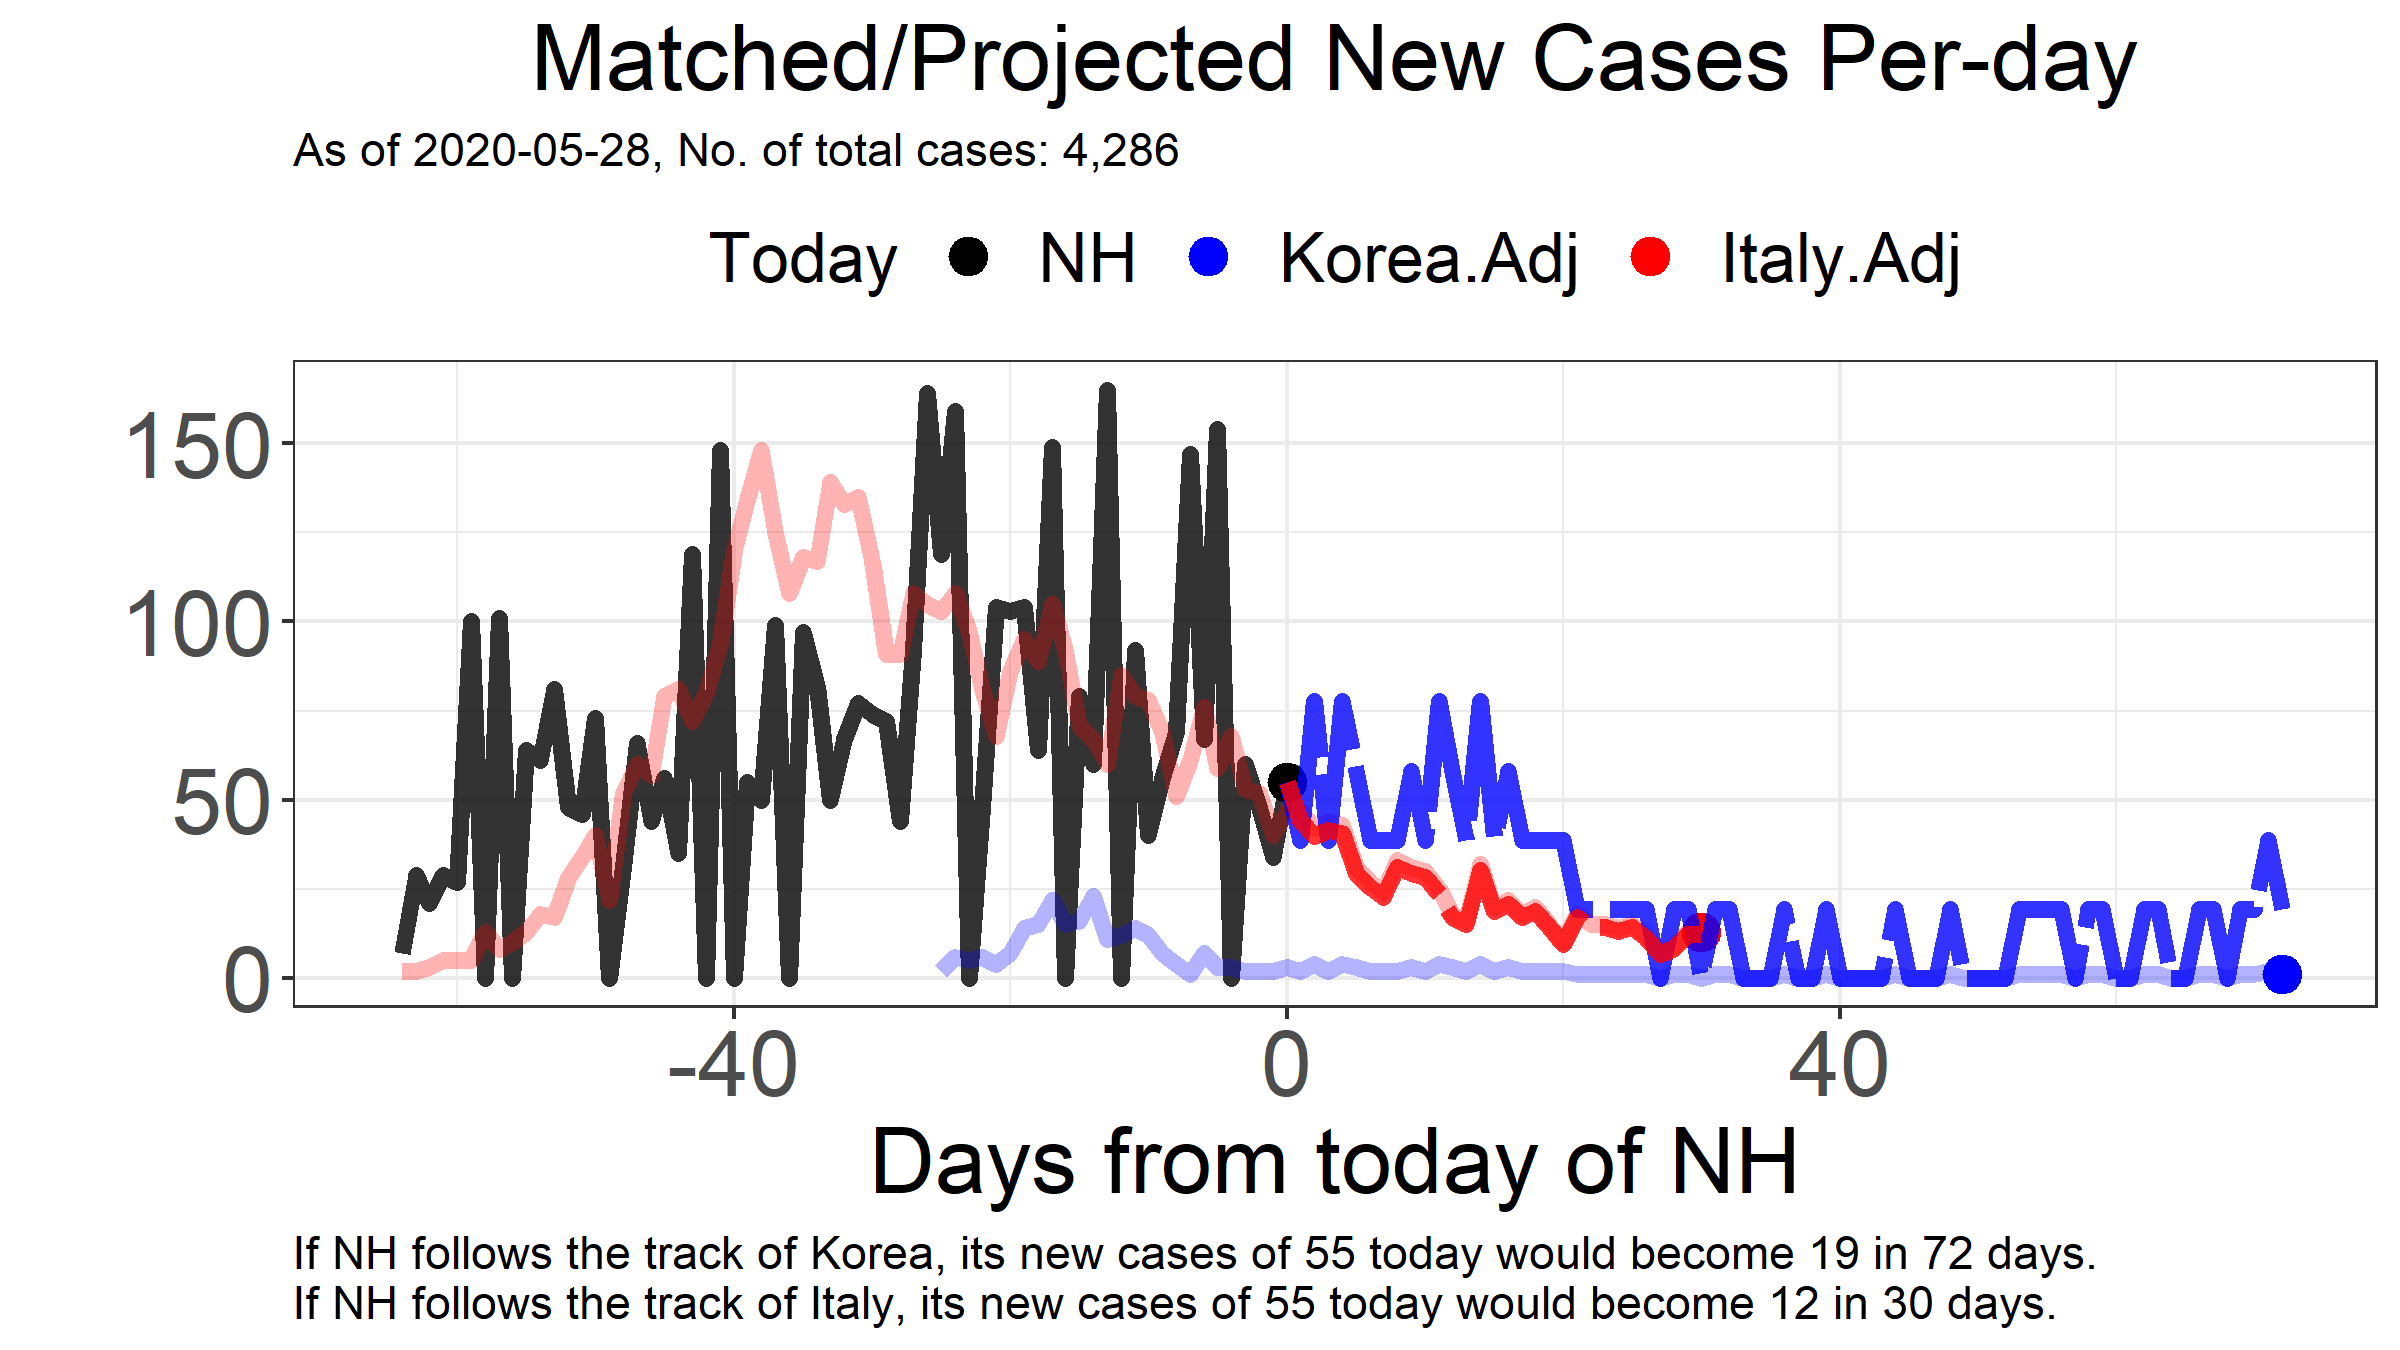 Matched/Projected New Cases Per-day
As of 2020-05-28, No. of total cases: 4,286
Today NH Korea.Adj Italy.Adj
150
100
50
0
-40 0 40
Days from today of NH
If NH follows the track of Korea, its new cases of 55 today would become 19 in 72 days.
If NH follows the track of Italy, its new cases of 55 today would become 12 in 30 days.